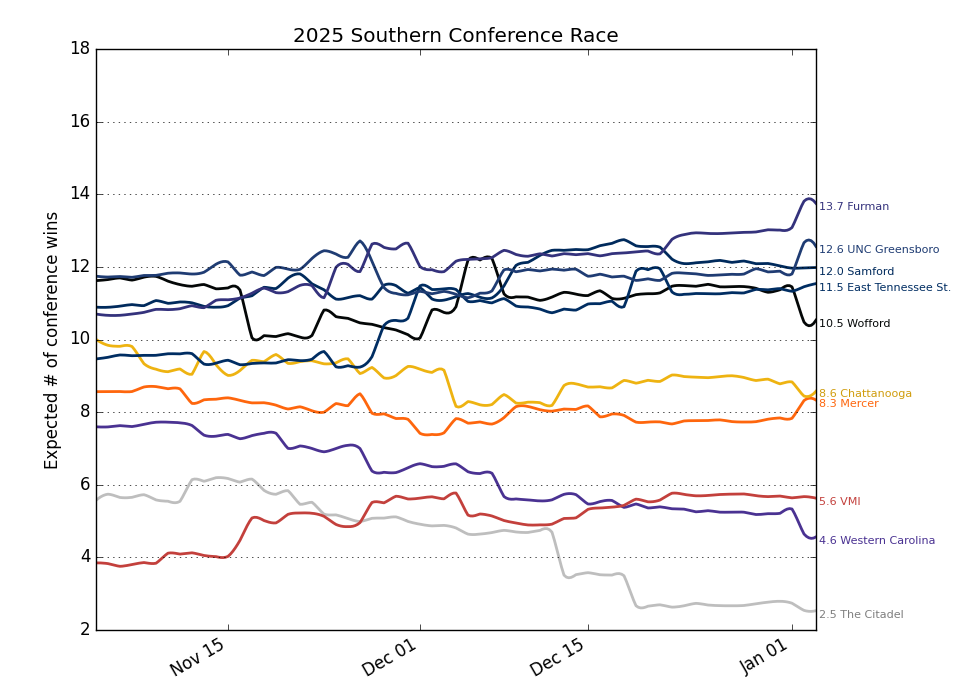 2025 Southern Conference Race
Expected # of conference wins
18
16
14
12
10
8
6
4
2
13.7 Furman
12.6 UNC Greensboro
12.0 Samford
11.5 East Tennessee St.
10.5 Wofford
8.6 Chattanooga
8.3 Mercer
5.6 VMI
4.6 Western Carolina
2.5 The Citadel
Nov 15
Dec 01
Dec 15
Jan 01